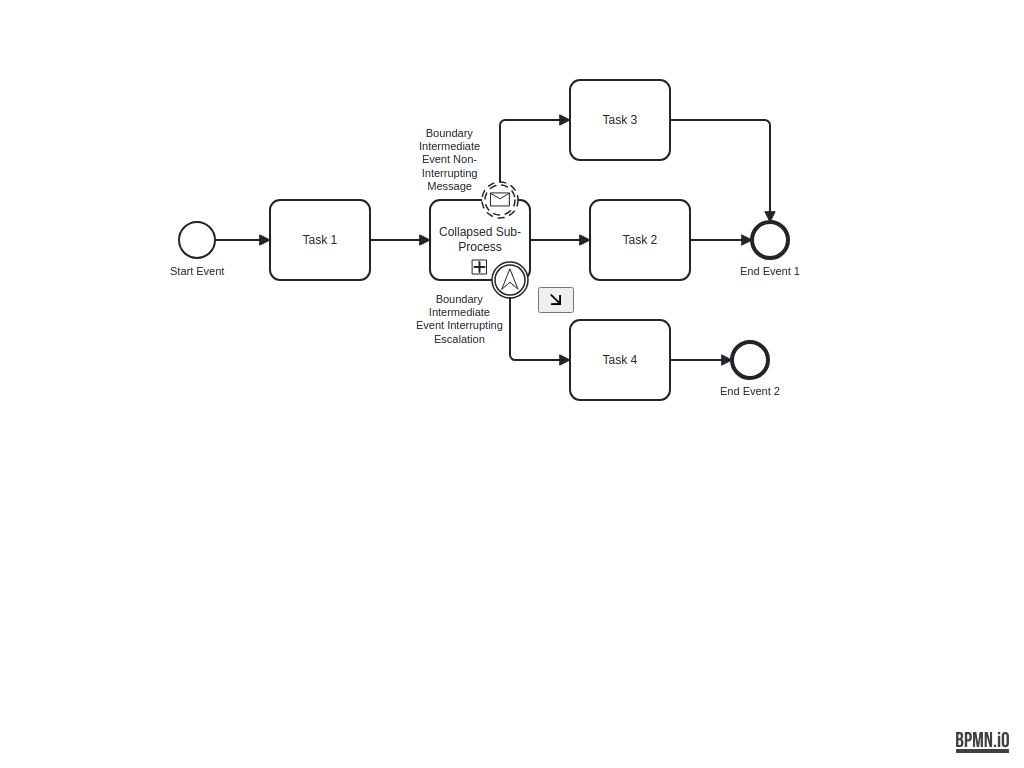 Task 3
Boundary
Intermediate
Event Non-
Interrupting
Message
Start Event
Task 1
Collapsed Sub-
Process
Task 2
End Event 1
Boundary
Intermediate
Event Interrupting
Escalation
Task 4
End Event 2
BPMN.iO